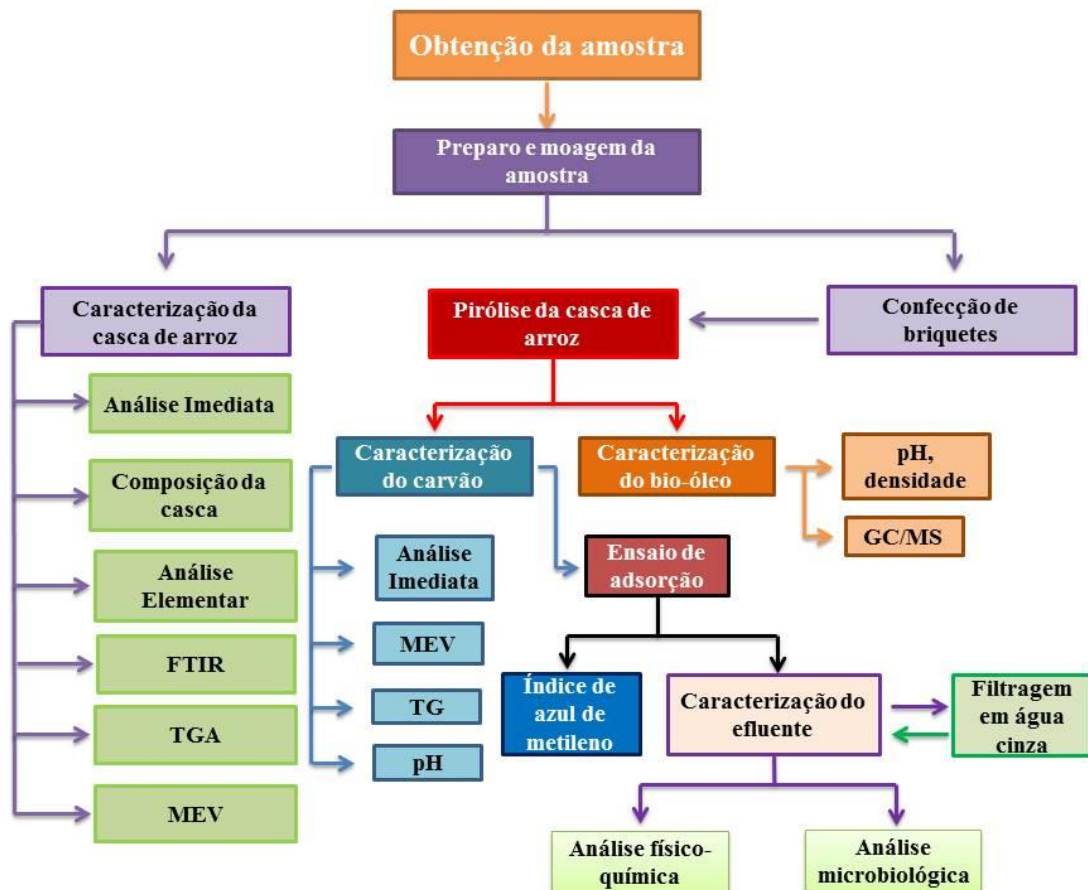 Obtenção da amostra
Preparo e moagem da
amostra
Caracterização da
casca de arroz
Pirólise da casca de
arroz
Confecção de
briquetes
Análise Imediata
Composição da
casca
Análise
Elementar
FTIR
TGA
MEV
Caracterização
do carvão
Caracterização
do bio-óleo
pH,
densidade
GC/MS
Análise
Imediata
MEV
TG
pH
Ensaio de
adsorção
Índice de
azul de
metileno
Caracterização do
efluente
Filtragem
em água
cinza
Análise físico-
química
Análise
microbiológica